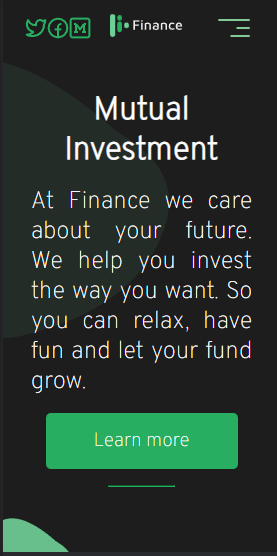 Finance
Mutual
Investment
At Finance we care
about your future.
We help you invest
the way you want. So
you can relax, have
fun and let your fund
grow.
Learn more